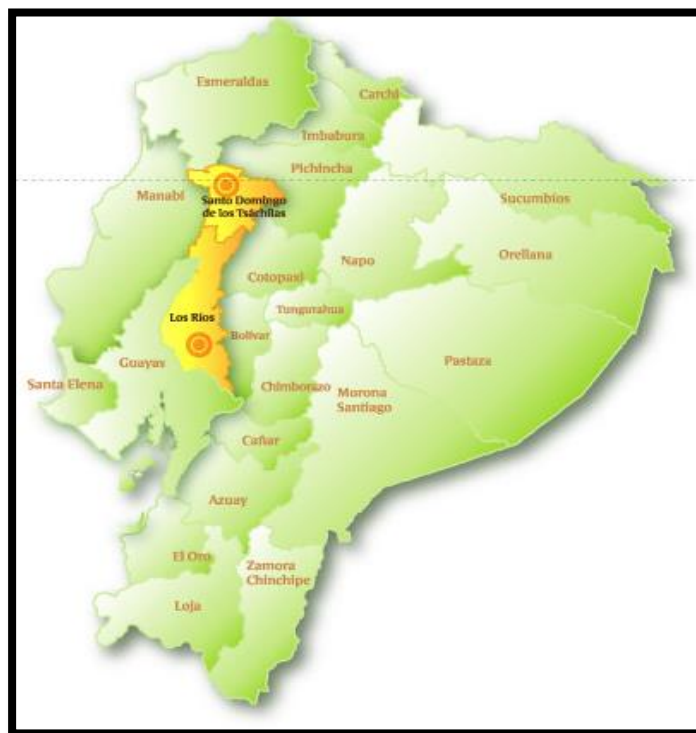 Esmeraldas
Carchi
Imbabura
Pichincha
Manabí
Santo Domingo
de los Tsáchilas
Sucumbios
Orellana
Napo
Cotopaxi
Tungurahua
Los Ríos
Bolívar
Pastaza
Guayas
Santa Elena
Chimborazo
Morona
Santiago
Cañar
Azuay
El Oro
Zamora
Chinchipe
Loja